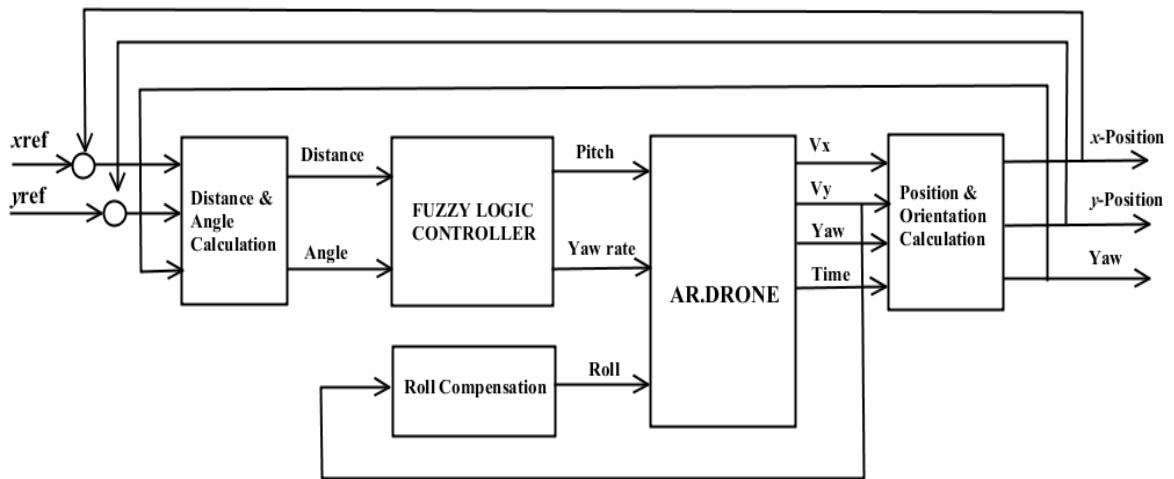 xref
yref
Distance &
Angle
Calculation
Distance
Angle
FUZZY LOGIC
CONTROLLER
Pitch
Yaw rate
Roll Compensation
Roll
AR.DRONE
Vx
Vy
Yaw
Time
Position &
Orientation
Calculation
x-Position
y-Position
Yaw